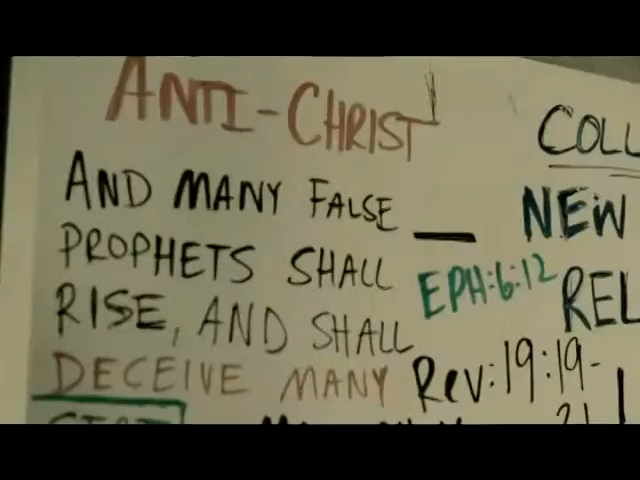 ANTI-CHRIST
AND MANY FALSE
PROPHETS SHALL
RISE, AND SHALL
DECEIVE MANY
COLL
NEW
EPH:6:12
REL
Rev:19:19-
21